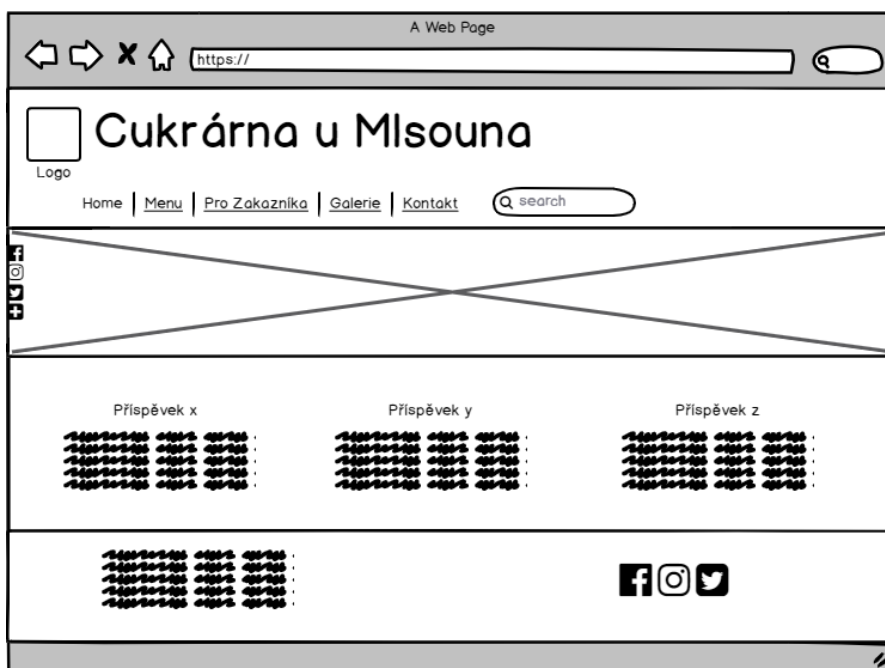 A Web Page
https://
Cukrárna u Mlsouna
Logo
Home Menu Pro Zakazníka Galerie Kontakt search
Příspěvek x Příspěvek y Příspěvek z